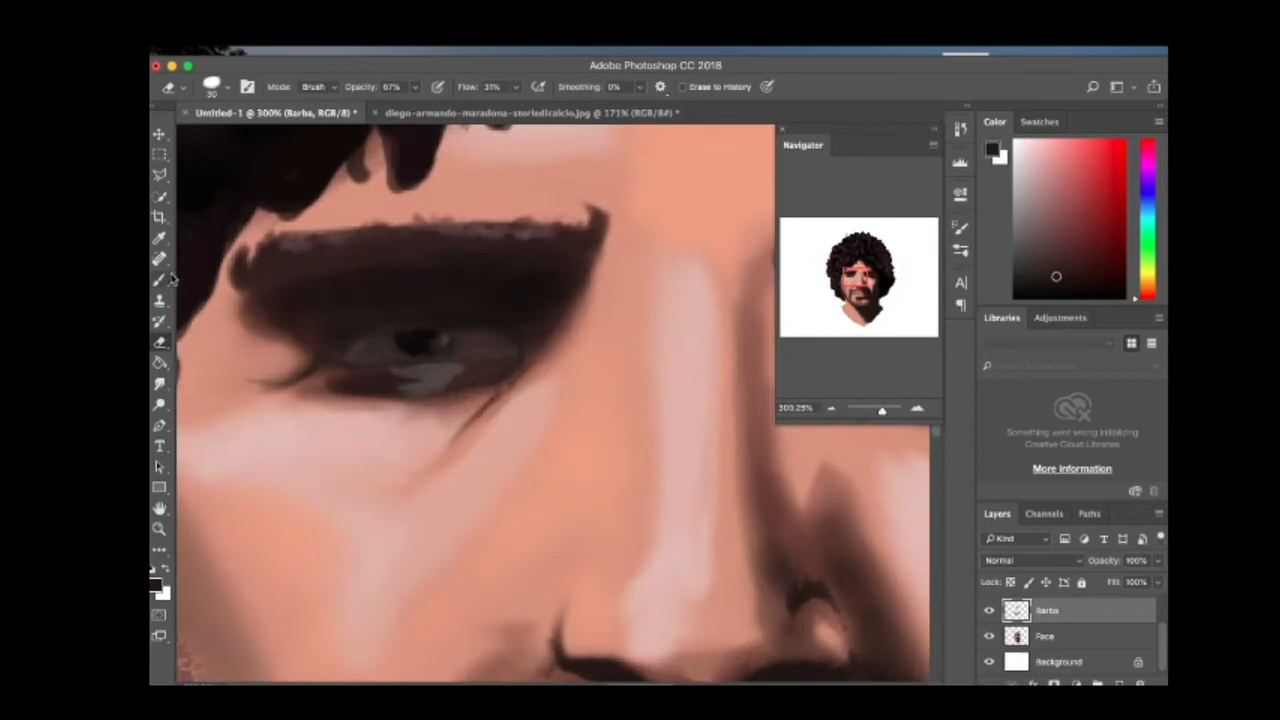 Adobe Photoshop CC 2018
30
Mode: Brush Opacity: 67% Flow: 31% Smoothing: 0% Erase to History
Untitled-1 @ 300% (Barba, RGB/8) * diego-armando-maradona-storiedicalcio.jpg @ 171% (RGB/8#) *
Color Swatches
Navigator
Libraries Adjustments
300.29%
Something went wrong initializing
Creative Cloud Libraries
More information
Layers Channels Paths
Kind
Normal Opacity: 100%
Lock: Fill: 100%
Barba
Face
Background